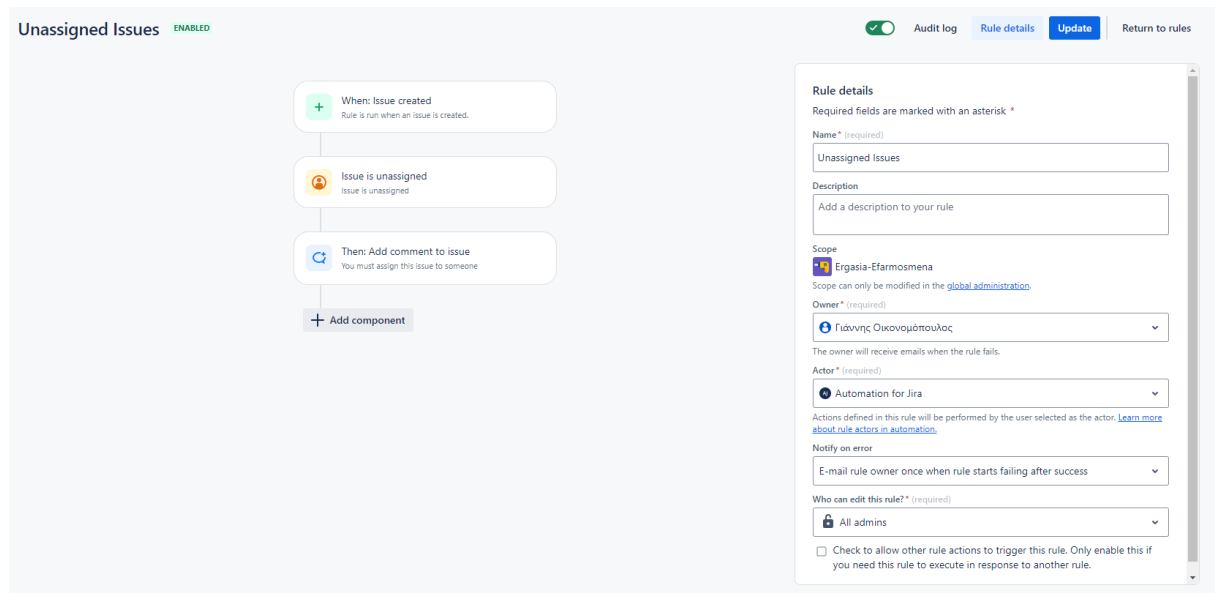 Unassigned Issues ENABLED
Audit log Rule details Update Return to rules
When: Issue created
Rule is run when an issue is created.
Issue is unassigned
Issue is unassigned
Then: Add comment to issue
You must assign this issue to someone
Add component
Rule details
Required fields are marked with an asterisk *
Name* (required)
Unassigned Issues
Description
Add a description to your rule
Scope
Ergasia-Efarmosmena
Scope can only be modified in the global administration.
Owner* (required)
Γιάννης Οικονομόπουλος
The owner will receive emails when the rule fails.
Actor* (required)
Automation for Jira
Actions defined in this rule will be performed by the user selected as the actor. Learn more
about rule actors in automation.
Notify on error
E-mail rule owner once when rule starts failing after success
Who can edit this rule?* (required)
All admins
Check to allow other rule actions to trigger this rule. Only enable this if
you need this rule to execute in response to another rule.